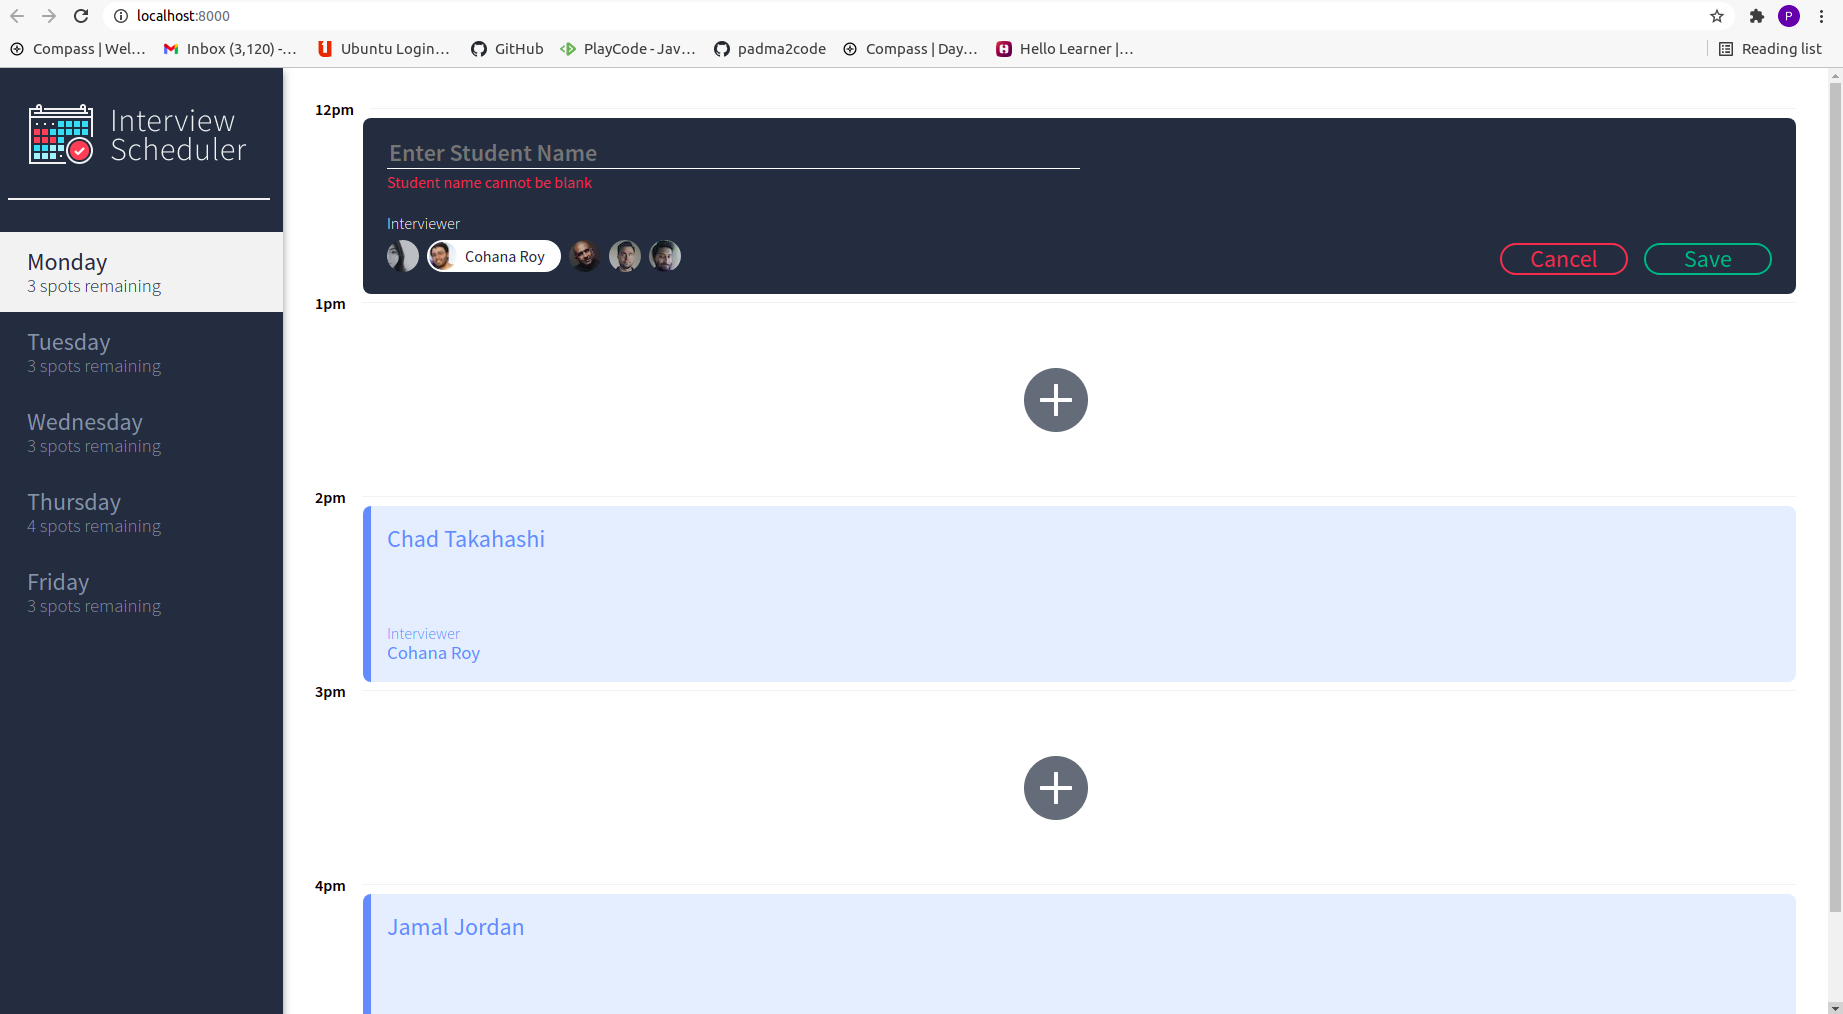 localhost:8000
P
Compass | Wel...
Inbox (3,120) -...
Ubuntu Login...
GitHub
PlayCode - Jav...
padma2code
Compass | Day...
Hello Learner |...
Reading list
Interview
Scheduler
Monday
3 spots remaining
Tuesday
3 spots remaining
Wednesday
3 spots remaining
Thursday
4 spots remaining
Friday
3 spots remaining
12pm
Enter Student Name
Student name cannot be blank
Interviewer
Cohana Roy
Cancel
Save
1pm
2pm
Chad Takahashi
Interviewer
Cohana Roy
3pm
4pm
Jamal Jordan